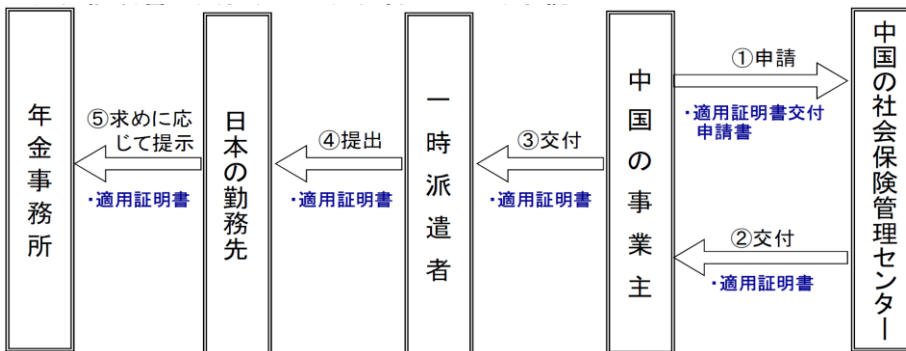 年金事務所
⑤求めに応
じて提示
・適用証明書
日本の勤務先
④提出
・適用証明書
一時派遣者
③交付
・適用証明書
中国の事業主
①申請
・適用証明書交付
申請書
②交付
・適用証明書
中国の社会保険管理センター